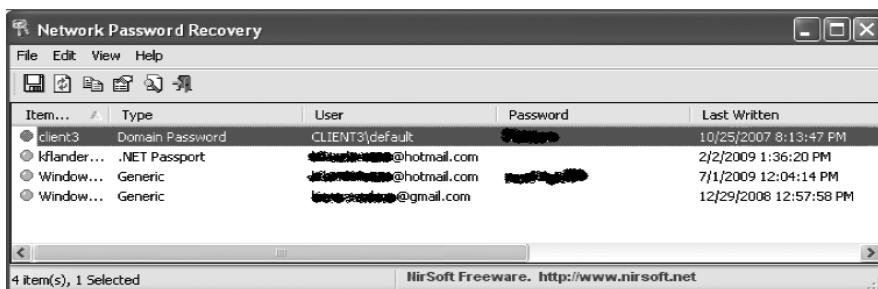 Network Password Recovery
File Edit View Help
Item... Type User Password Last Written
client3 Domain Password CLIENT3\default 10/25/2007 8:13:47 PM
kflander... .NET Passport @hotmail.com 2/2/2009 1:36:20 PM
Window... Generic @hotmail.com 7/1/2009 12:04:14 PM
Window... Generic @gmail.com 12/29/2008 12:57:58 PM
4 item(s), 1 Selected NirSoft Freeware. http://www.nirsoft.net